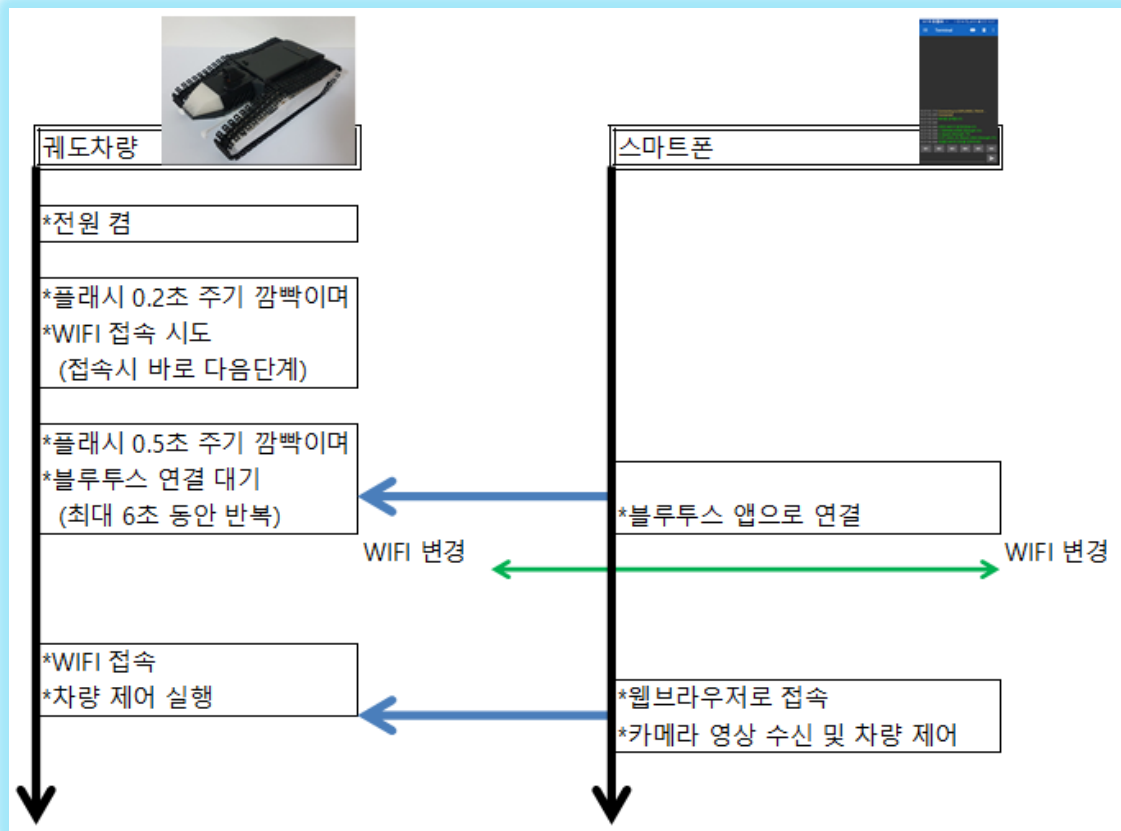 궤도차량
스마트폰
Terminal
*전원 켬
*플래시 0.2초 주기 깜빡이며
*WIFI 접속 시도
(접속시 바로 다음단계)
*플래시 0.5초 주기 깜빡이며
*블루투스 연결 대기
(최대 6초 동안 반복)
*블루투스 앱으로 연결
WIFI 변경
WIFI 변경
*WIFI 접속
*차량 제어 실행
*웹브라우저로 접속
*카메라 영상 수신 및 차량 제어